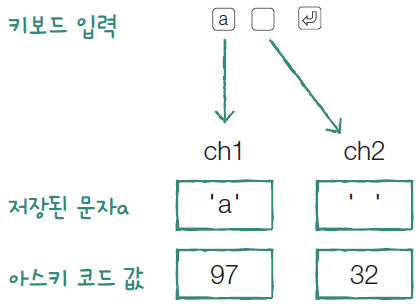 키보드 입력 a
ch1 ch2
저장된 문자a 'a' ' '
아스키 코드 값 97 32